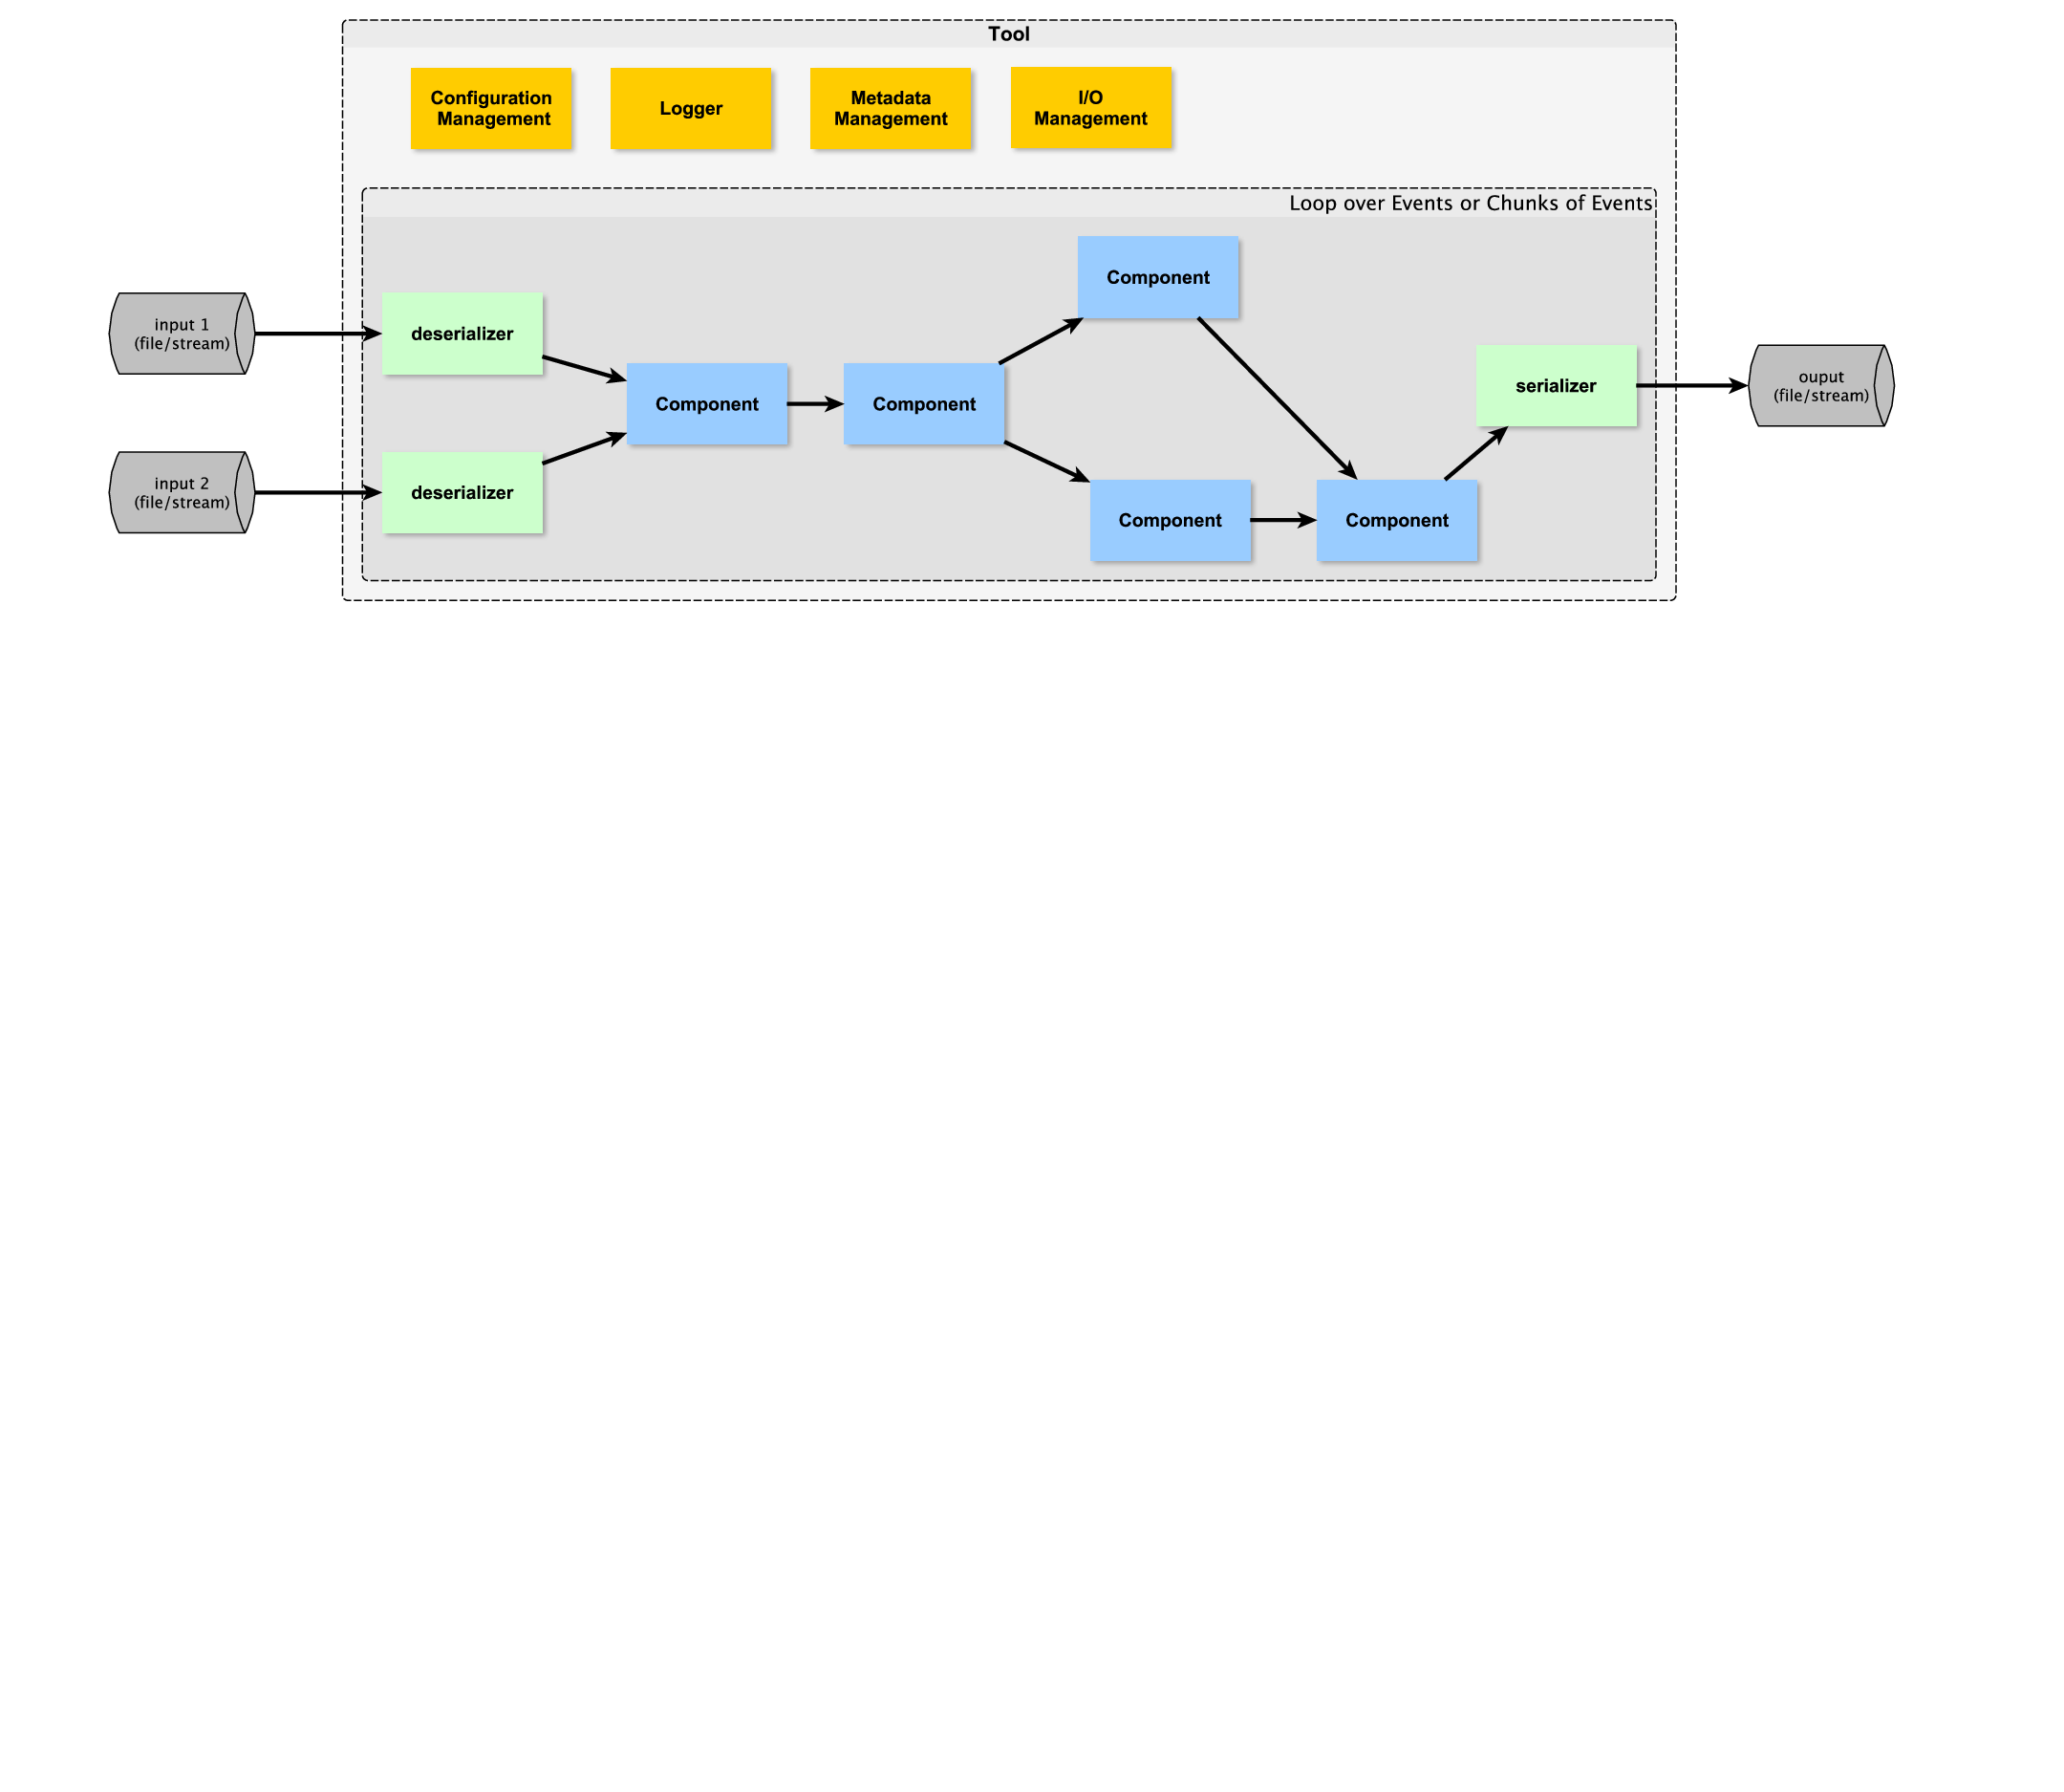 Tool
Configuration
Management
Logger
Metadata
Management
I/O
Management
Loop over Events or Chunks of Events
Component
input 1
(file/stream)
deserializer
Component
Component
serializer
ouput
(file/stream)
input 2
(file/stream)
deserializer
Component
Component